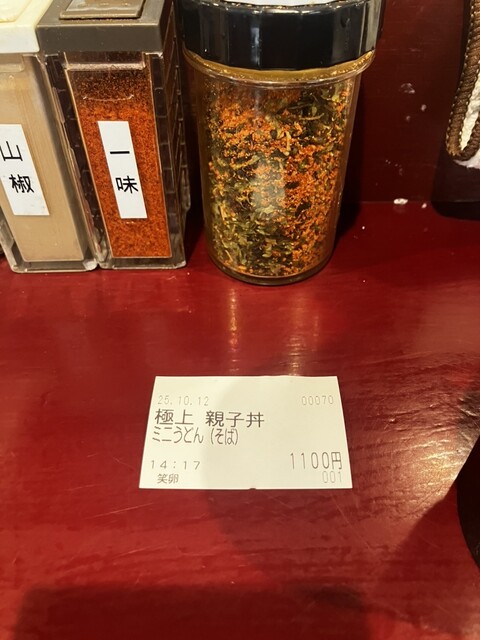 山椒
一味
25.10.12 00070
極上 親子丼
ミニうどん (そば)
14:17 1100円
笑卵 001